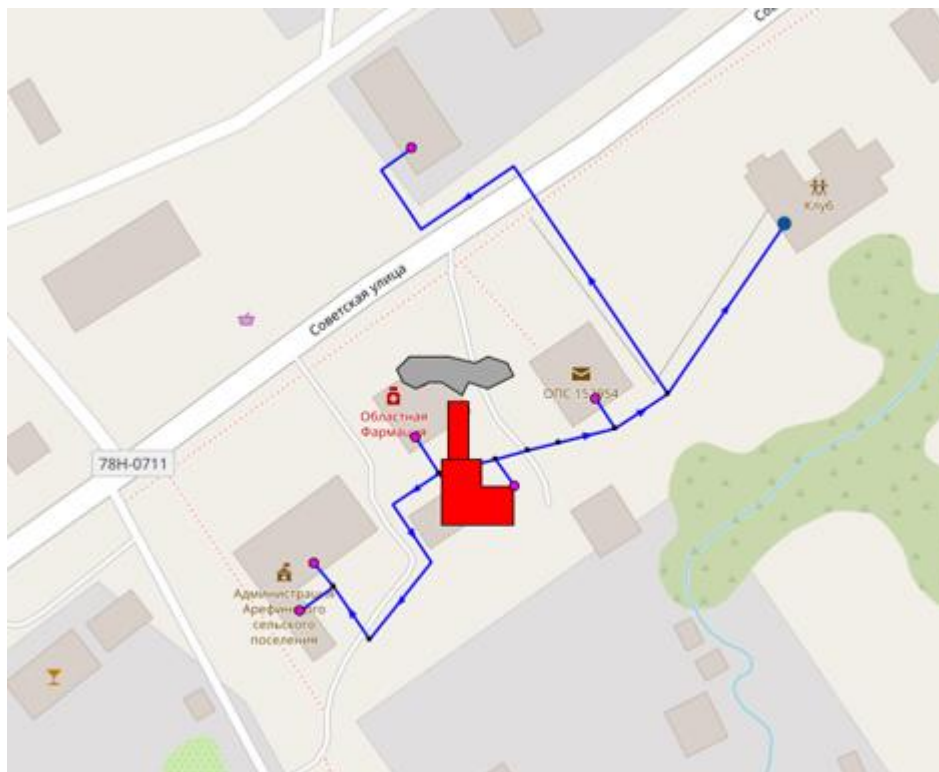 Сов
Клуб
Советская улица
ОПС 152954
Областная
Фармация
78Н-0711
Администрация
Арефинского
сельского
поселения